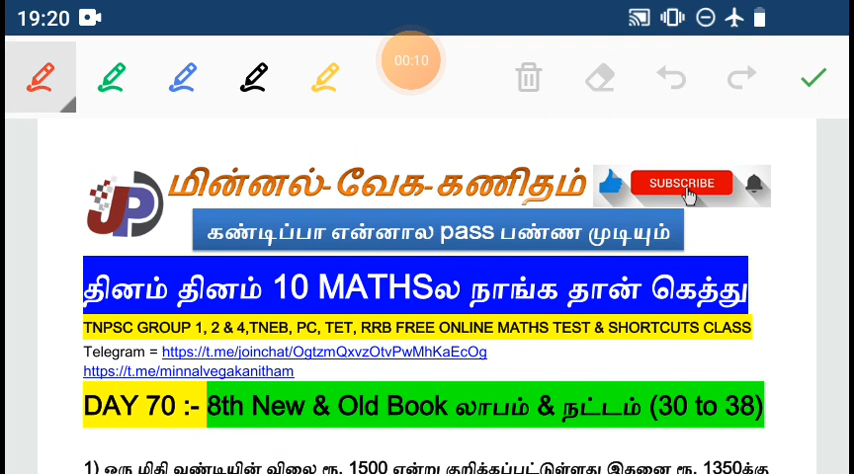 19:20
00:10
JP
மின்னல்-வேக-கணிதம்
SUBSCRIBE
கண்டிப்பா என்னால pass பண்ண முடியும்
தினம் தினம் 10 MATHSல நாங்க தான் கெத்து
TNPSC GROUP 1, 2 & 4,TNEB, PC, TET, RRB FREE ONLINE MATHS TEST & SHORTCUTS CLASS
Telegram = https://t.me/joinchat/OgtzmQxvzOtvPwMhKaEcOg
https://t.me/minnalvegakanitham
DAY 70 :- 8th New & Old Book லாபம் & நட்டம் (30 to 38)
1) ஒரு மிதி வண்டியின் விலை ரூ. 1500 என்று குறிக்கப்பட்டுள்ளது இதனை ரூ. 1350க்கு